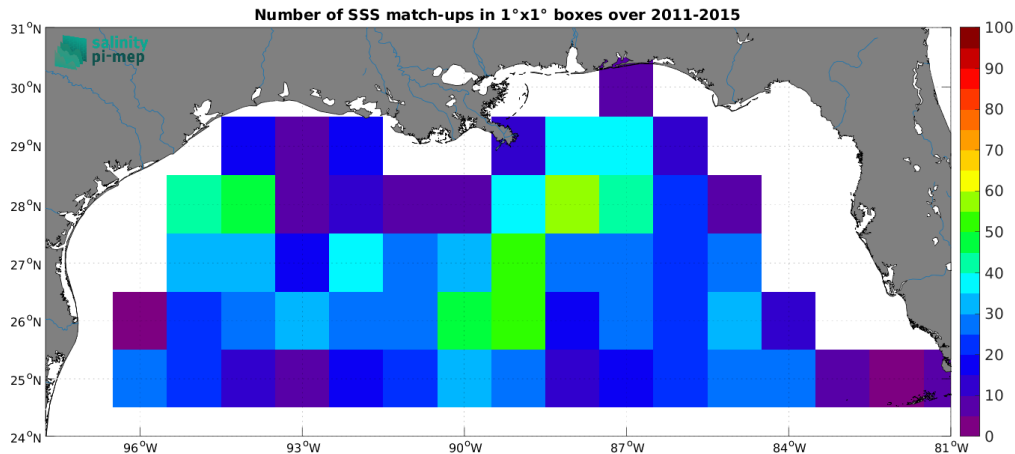 Number of SSS match-ups in 1°x1° boxes over 2011-2015
salinity
pi-mep
31°N
30°N
29°N
28°N
27°N
26°N
25°N
24°N
96°W
93°W
90°W
87°W
84°W
81°W
100
90
80
70
60
50
40
30
20
10
0